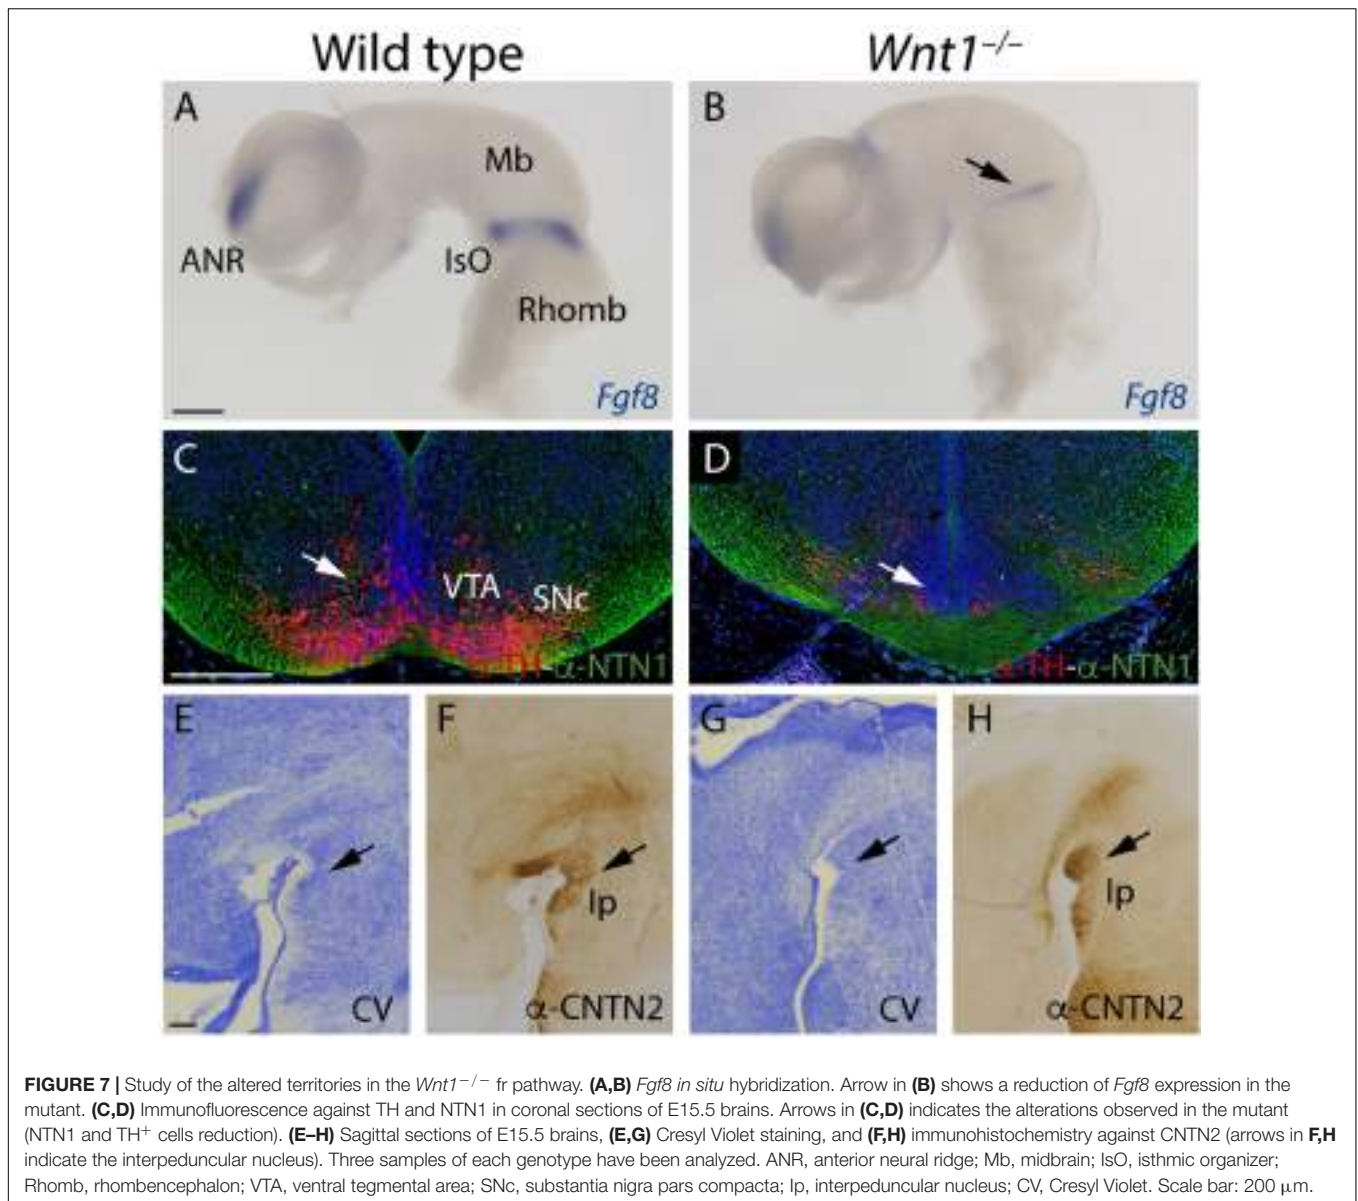 Wild type
Wnt1−/−
A
B
Mb
ANR
IsO
Rhomb
Fgf8
Fgf8
C
D
VTA
SNc
α-TH-α-NTN1
α-TH-α-NTN1
E
F
G
H
Ip
Ip
CV
α-CNTN2
CV
α-CNTN2
FIGURE 7 | Study of the altered territories in the Wnt1−/− fr pathway. (A,B) Fgf8 in situ hybridization. Arrow in (B) shows a reduction of Fgf8 expression in the
mutant. (C,D) Immunofluorescence against TH and NTN1 in coronal sections of E15.5 brains. Arrows in (C,D) indicates the alterations observed in the mutant
(NTN1 and TH+ cells reduction). (E–H) Sagittal sections of E15.5 brains, (E,G) Cresyl Violet staining, and (F,H) immunohistochemistry against CNTN2 (arrows in F,H
indicate the interpeduncular nucleus). Three samples of each genotype have been analyzed. ANR, anterior neural ridge; Mb, midbrain; IsO, isthmic organizer;
Rhomb, rhombencephalon; VTA, ventral tegmental area; SNc, substantia nigra pars compacta; Ip, interpeduncular nucleus; CV, Cresyl Violet. Scale bar: 200 μm.